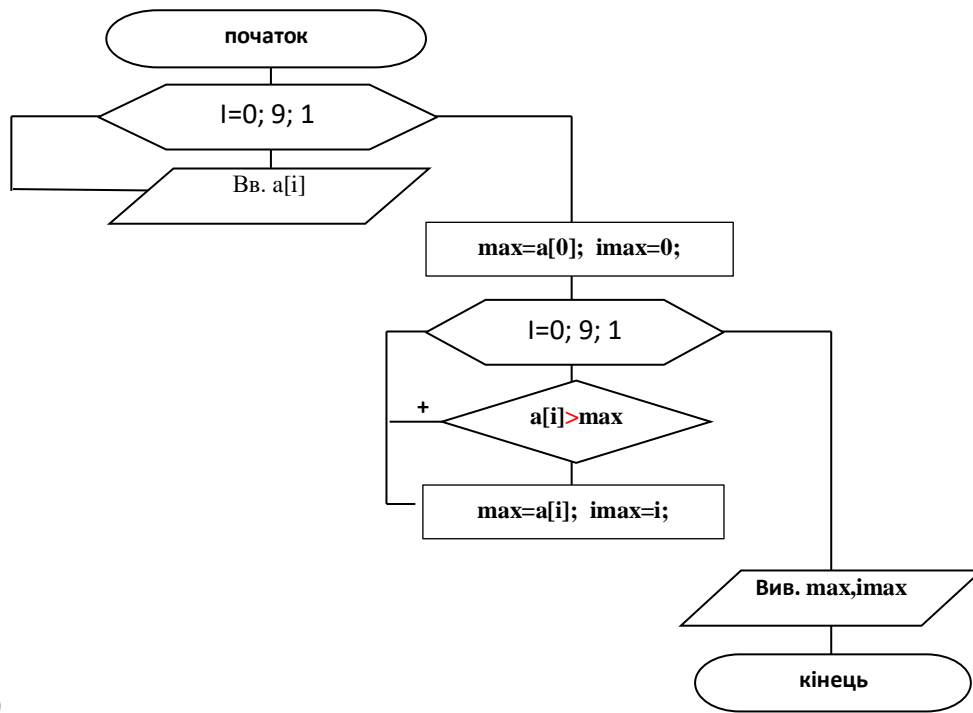 початок
I=0; 9; 1
Вв. a[i]
max=a[0]; imax=0;
I=0; 9; 1
+
a[i]>max
max=a[i]; imax=i;
Вив. max,imax
кінець